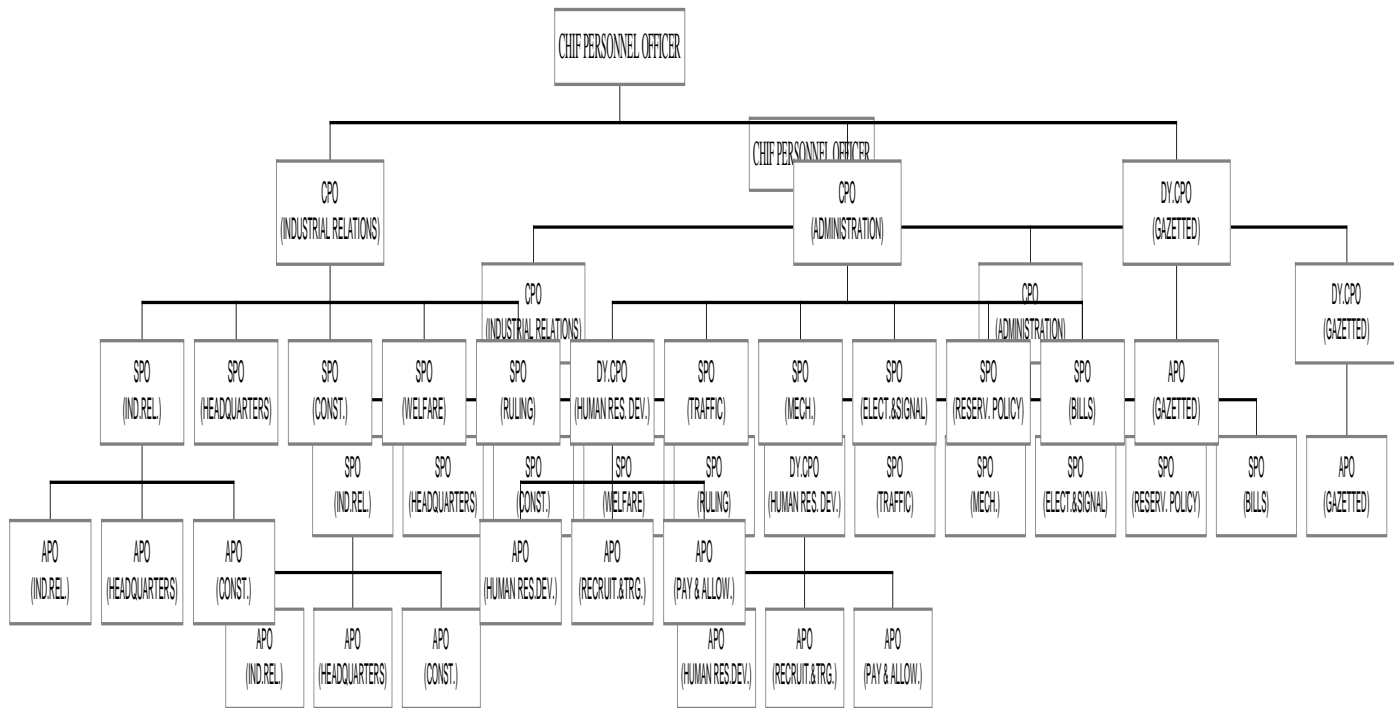 CHIF PERSONNEL OFFICER
CHIF PERSONNEL OFFICER
CPO
(INDUSTRIAL RELATIONS)
CPO
(ADMINISTRATION)
DY.CPO
(GAZETTED)
CPO
(INDUSTRIAL RELATIONS)
CPO
(ADMINISTRATION)
DY.CPO
(GAZETTED)
SPO
(IND.REL.)
SPO
(HEADQUARTERS)
SPO
(CONST.)
SPO
(WELFARE)
SPO
(RULING)
DY.CPO
(HUMAN RES. DEV.)
SPO
(TRAFFIC)
SPO
(MECH.)
SPO
(ELECT.&SIGNAL)
SPO
(RESERV. POLICY)
SPO
(BILLS)
APO
(GAZETTED)
SPO
(IND.REL.)
SPO
(HEADQUARTERS)
SPO
(CONST.)
SPO
(WELFARE)
SPO
(RULING)
DY.CPO
(HUMAN RES. DEV.)
SPO
(TRAFFIC)
SPO
(MECH.)
SPO
(ELECT.&SIGNAL)
SPO
(RESERV. POLICY)
SPO
(BILLS)
APO
(GAZETTED)
APO
(IND.REL.)
APO
(HEADQUARTERS)
APO
(CONST.)
APO
(HUMAN RES.DEV.)
APO
(RECRUIT.&TRG.)
APO
(PAY & ALLOW.)
APO
(IND.REL.)
APO
(HEADQUARTERS)
APO
(CONST.)
APO
(HUMAN RES.DEV.)
APO
(RECRUIT.&TRG.)
APO
(PAY & ALLOW.)